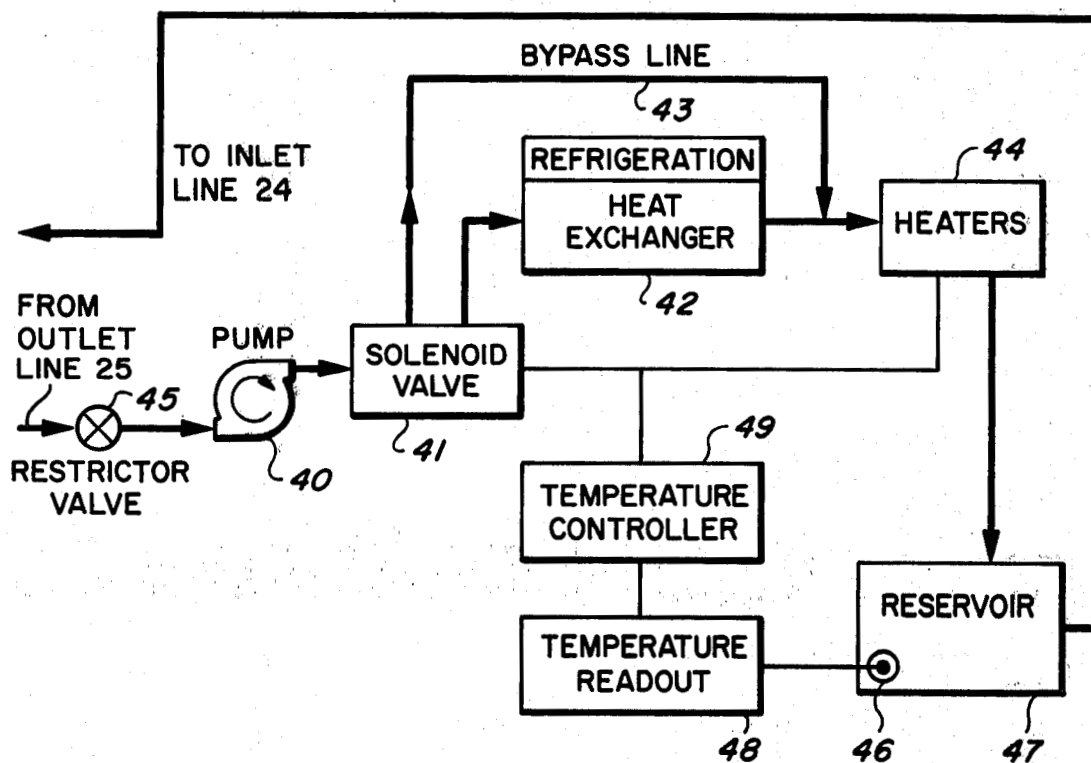 BYPASS LINE
43
TO INLET
LINE 24
REFRIGERATION
HEAT
EXCHANGER
42
44
HEATERS
FROM
OUTLET
LINE 25
45
RESTRICTOR
VALVE
PUMP
40
SOLENOID
VALVE
41
49
TEMPERATURE
CONTROLLER
TEMPERATURE
READOUT
48
RESERVOIR
46
47